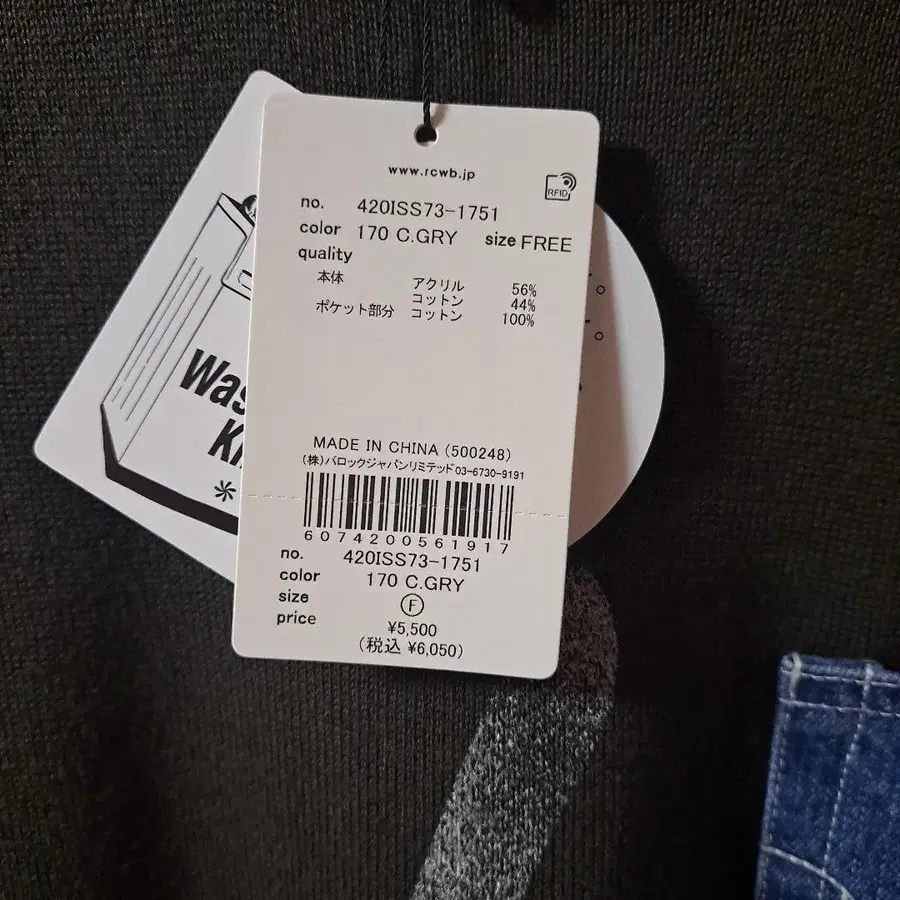 www.rcwb.jp
RFID
no. 420ISS73-1751
color 170 C.GRY size FREE
quality
本体 アクリル 56%
コットン 44%
ポケット部分 コットン 100%
MADE IN CHINA (500248)
(株)バロックジャパンリミテッド03-6730-9191
6074200561917
no. 420ISS73-1751
color 170 C.GRY
size F
price ¥5,500
(税込 ¥6,050)